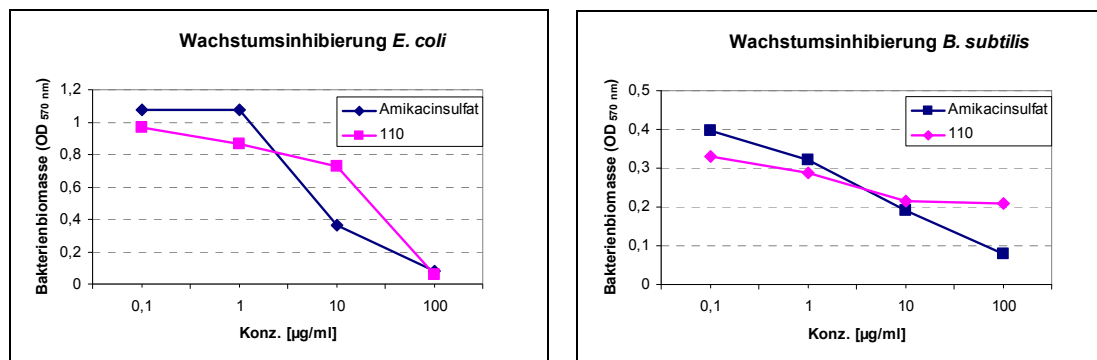 Wachstumsinhibierung E. coli
Bakterienbiomasse (OD 570 nm)
1,2
1
0,8
0,6
0,4
0,2
0
Amikacinsulfat
110
0,1 1 10 100
Konz. [µg/ml]
Wachstumsinhibierung B. subtilis
Bakterienbiomasse (OD 570 nm)
0,5
0,4
0,3
0,2
0,1
0
Amikacinsulfat
110
0,1 1 10 100
Konz. [µg/ml]